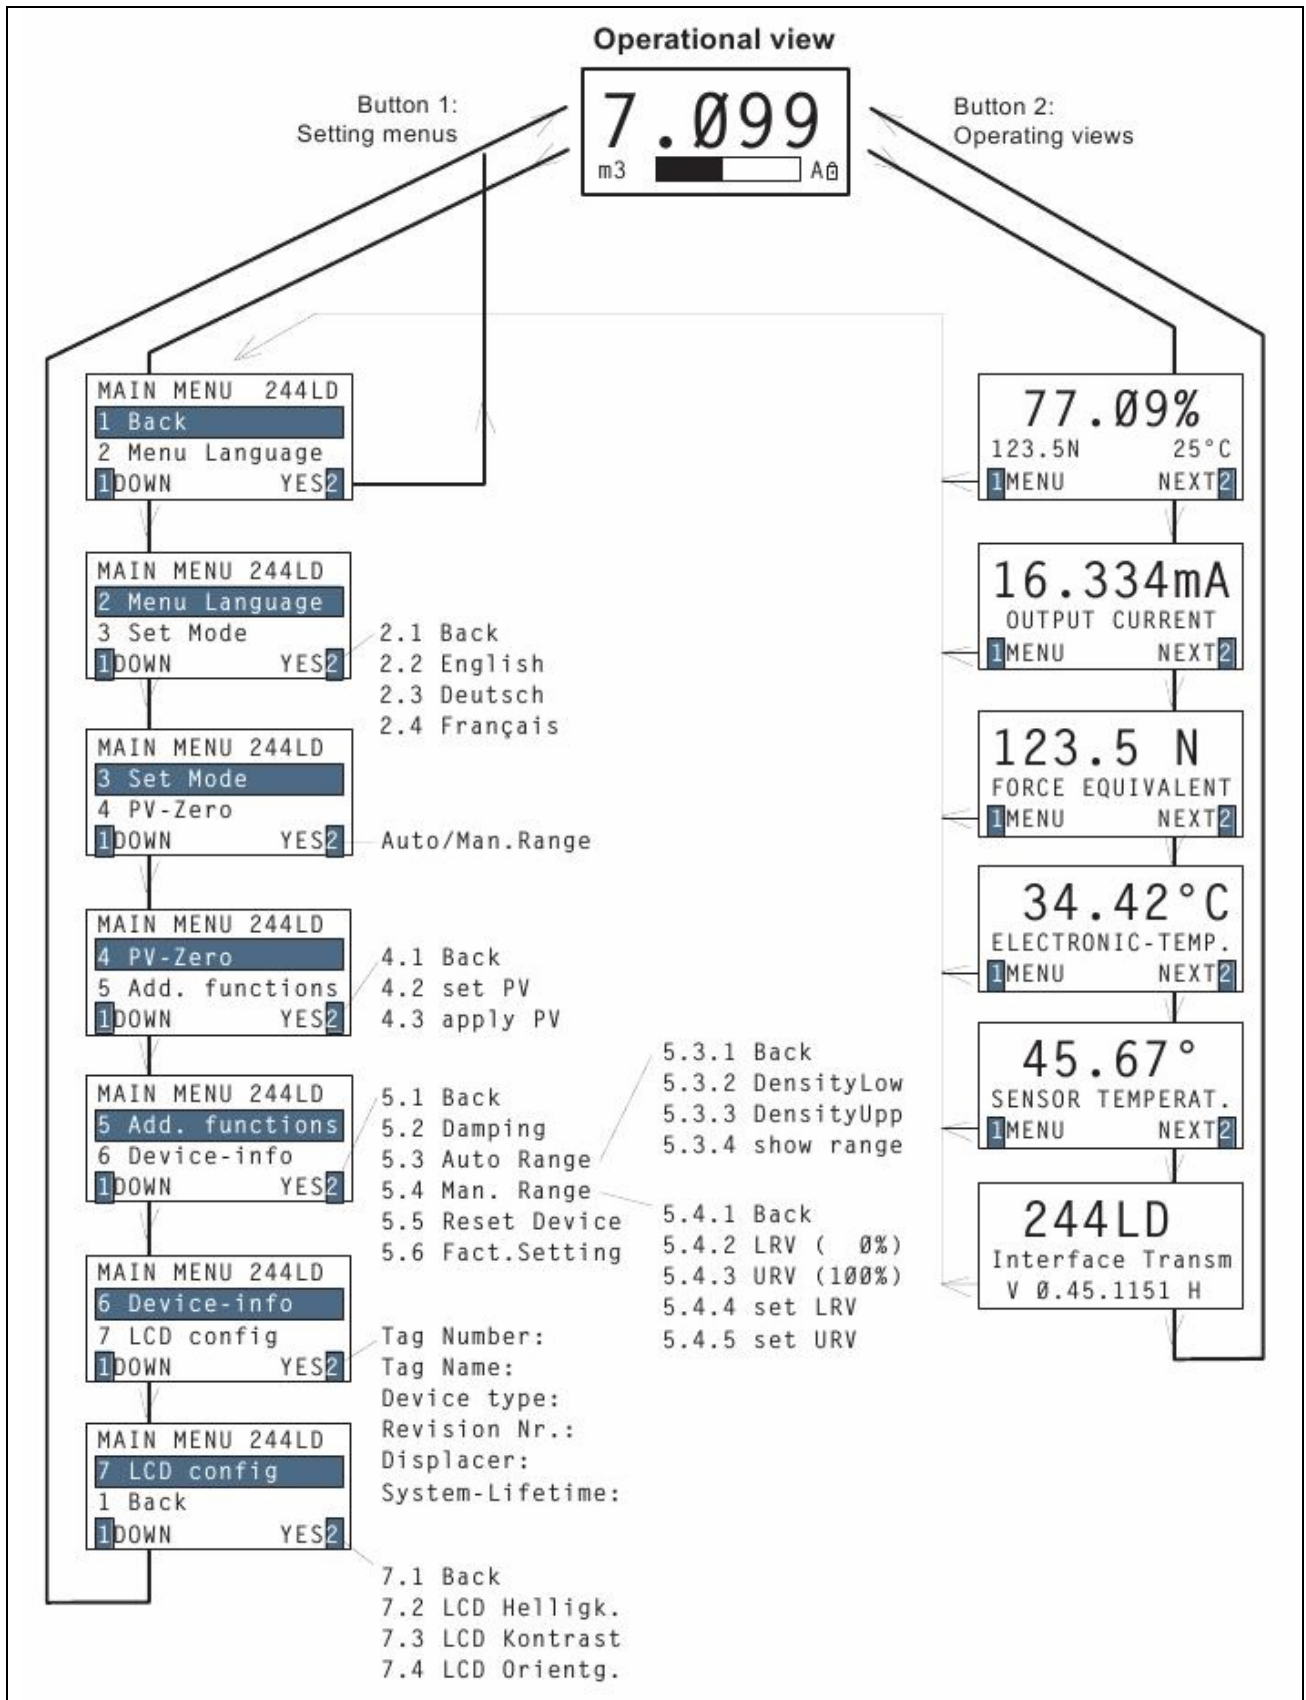 Operational view
Button 1:
Setting menus
7.Ø99
m3 A
Button 2:
Operating views
MAIN MENU 244LD
1 Back
2 Menu Language
1DOWN YES2
MAIN MENU 244LD
2 Menu Language
3 Set Mode
1DOWN YES2
2.1 Back
2.2 English
2.3 Deutsch
2.4 Français
MAIN MENU 244LD
3 Set Mode
4 PV-Zero
1DOWN YES2
Auto/Man.Range
MAIN MENU 244LD
4 PV-Zero
5 Add. functions
1DOWN YES2
4.1 Back
4.2 set PV
4.3 apply PV
MAIN MENU 244LD
5 Add. functions
6 Device-info
1DOWN YES2
5.1 Back
5.2 Damping
5.3 Auto Range
5.4 Man. Range
5.5 Reset Device
5.6 Fact.Setting
5.3.1 Back
5.3.2 DensityLow
5.3.3 DensityUpp
5.3.4 show range
5.4.1 Back
5.4.2 LRV ( Ø%)
5.4.3 URV (1ØØ%)
5.4.4 set LRV
5.4.5 set URV
MAIN MENU 244LD
6 Device-info
7 LCD config
1DOWN YES2
Tag Number:
Tag Name:
Device type:
Revision Nr.:
Displacer:
System-Lifetime:
MAIN MENU 244LD
7 LCD config
1 Back
1DOWN YES2
7.1 Back
7.2 LCD Helligk.
7.3 LCD Kontrast
7.4 LCD Orientg.
77.Ø9%
123.5N 25°C
1MENU NEXT2
16.334mA
OUTPUT CURRENT
1MENU NEXT2
123.5 N
FORCE EQUIVALENT
1MENU NEXT2
34.42°C
ELECTRONIC-TEMP.
1MENU NEXT2
45.67°
SENSOR TEMPERAT.
1MENU NEXT2
244LD
Interface Transm
V Ø.45.1151 H